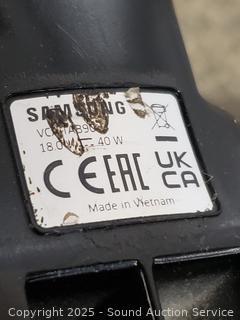 SAMSUNG
18.0V 40 W
CE EAC UK
CA
Made in Vietnam
Copyright 2025 - Sound Auction Service